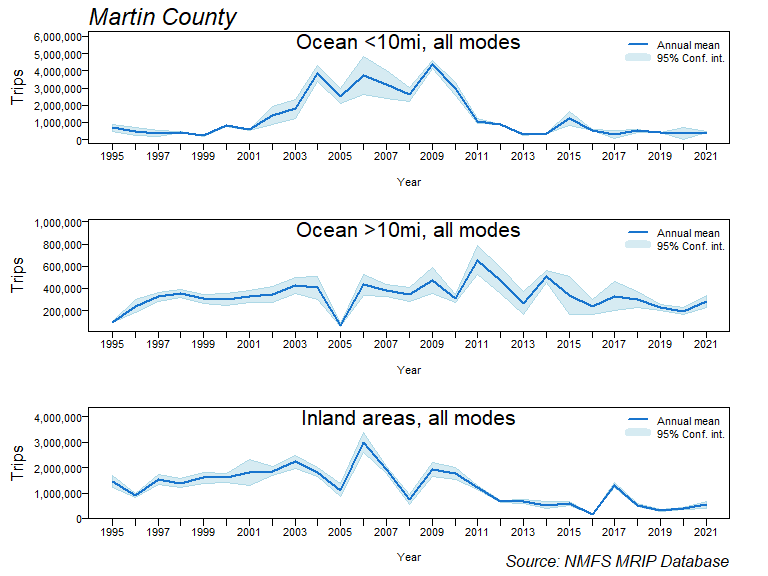 Martin County
Ocean <10mi, all modes
Annual mean
95% Conf. int.
Trips
6,000,000
5,000,000
4,000,000
3,000,000
2,000,000
1,000,000
0
1995 1997 1999 2001 2003 2005 2007 2009 2011 2013 2015 2017 2019 2021
Year
Ocean >10mi, all modes
Annual mean
95% Conf. int.
Trips
1,000,000
800,000
600,000
400,000
200,000
1995 1997 1999 2001 2003 2005 2007 2009 2011 2013 2015 2017 2019 2021
Year
Inland areas, all modes
Annual mean
95% Conf. int.
Trips
4,000,000
3,000,000
2,000,000
1,000,000
0
1995 1997 1999 2001 2003 2005 2007 2009 2011 2013 2015 2017 2019 2021
Year
Source: NMFS MRIP Database